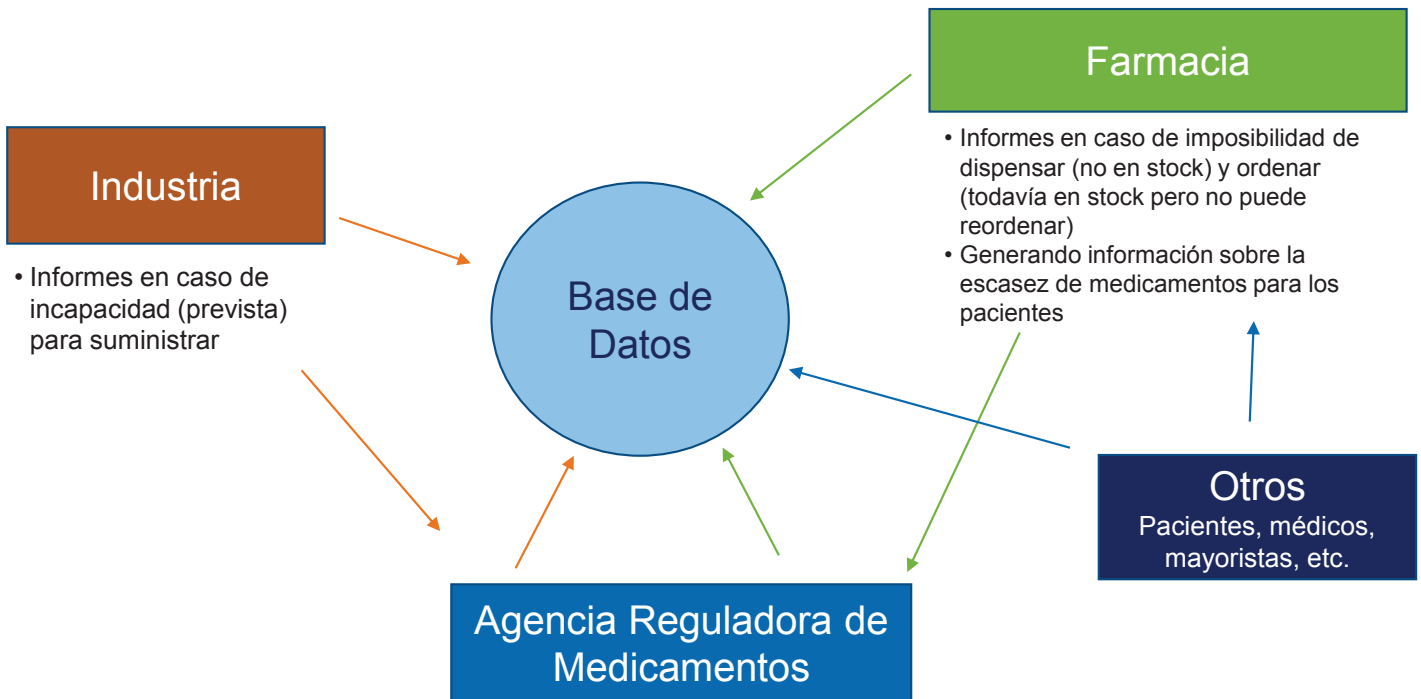 Farmacia
• Informes en caso de imposibilidad de
dispensar (no en stock) y ordenar
(todavía en stock pero no puede
reordenar)
• Generando información sobre la
escasez de medicamentos para los
pacientes
Industria
• Informes en caso de
incapacidad (prevista)
para suministrar
Base de
Datos
Otros
Pacientes, médicos,
mayoristas, etc.
Agencia Reguladora de
Medicamentos